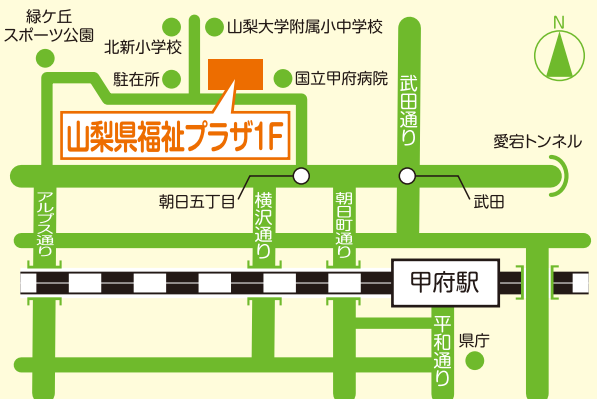 緑ケ丘
スポーツ公園
北新小学校
山梨大学附属小中学校
N
駐在所
国立甲府病院
武田通り
山梨県福祉プラザ1F
愛宕トンネル
朝日五丁目
武田
アルプス通り
横沢通り
朝日町通り
甲府駅
平和通り
県庁